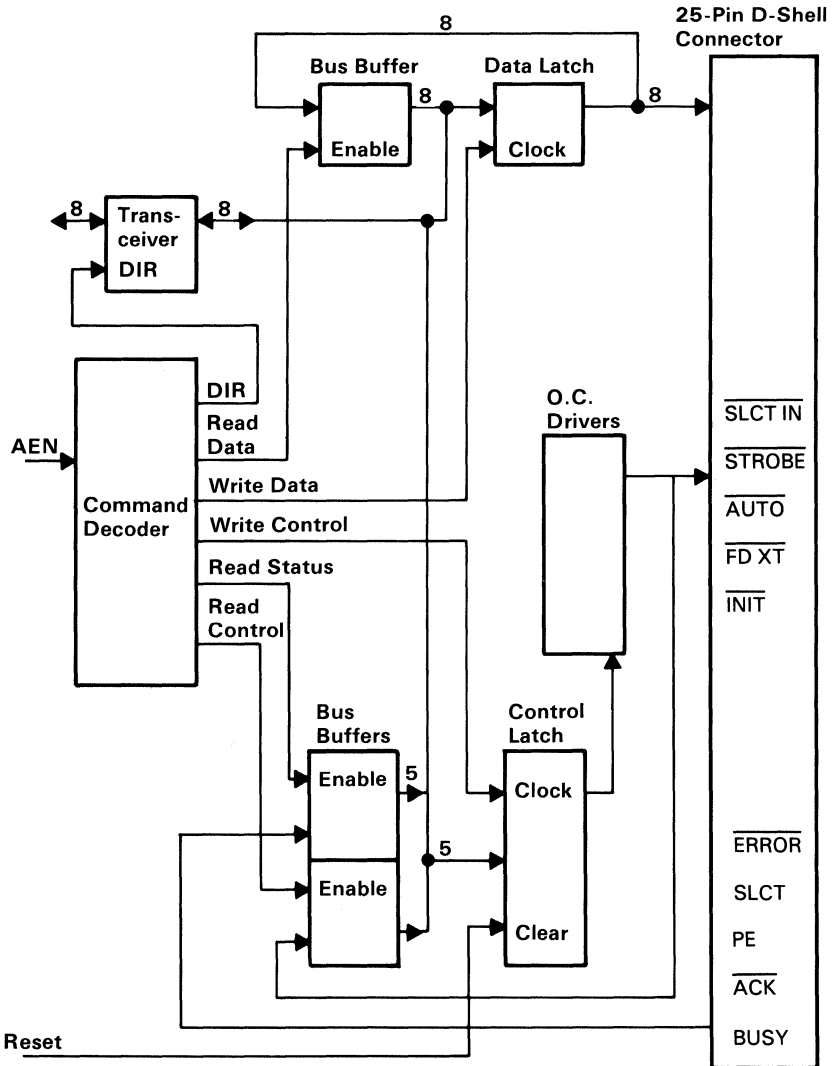 25-Pin D-Shell
Connector
8
Bus Buffer
Data Latch
8
8
Enable
Clock
8
Trans-
ceiver
8
DIR
DIR
Read
Data
AEN
Command
Decoder
Write Data
Write Control
Read Status
Read
Control
O.C.
Drivers
SLCT IN
STROBE
AUTO
FD XT
INIT
Bus
Buffers
Control
Latch
Enable
5
Clock
5
Enable
Clear
ERROR
SLCT
PE
ACK
BUSY
Reset